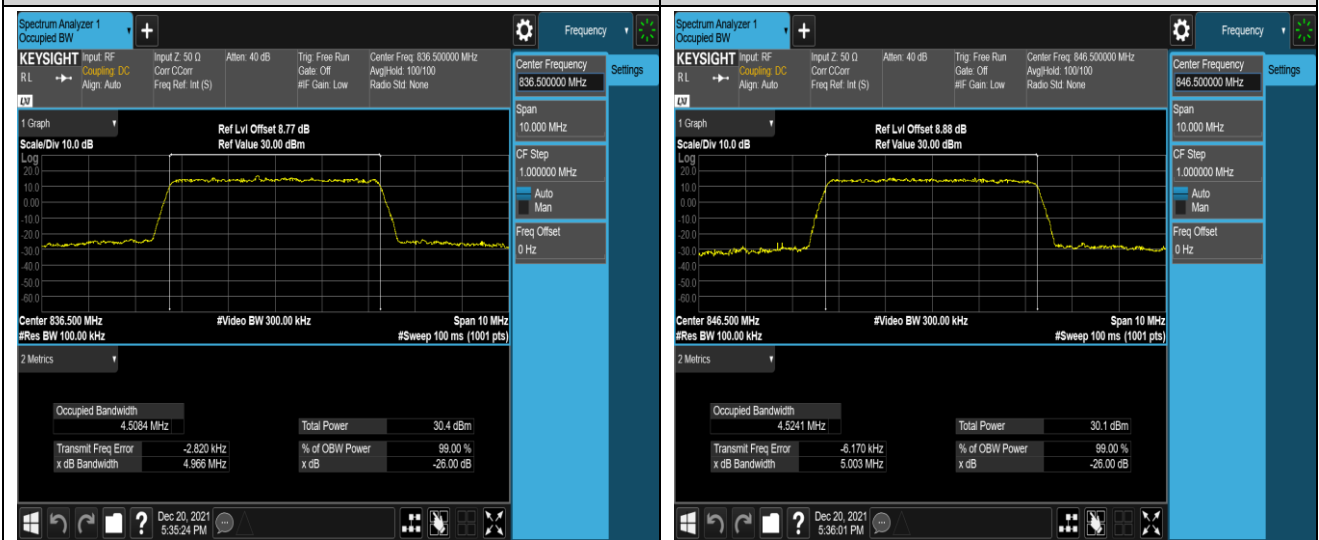 Spectrum Analyzer 1
Occupied BW
+
Frequency
KEYSIGHT
RL
LXI
Input: RF
Coupling: DC
Align: Auto
Input Z: 50 Ω
Corr CCorr
Freq Ref: Int (S)
Atten: 40 dB
Trig: Free Run
Gate: Off
#IF Gain: Low
Center Freq: 836.500000 MHz
Avg|Hold: 100/100
Radio Std: None
Center Frequency
836.500000 MHz
Settings
Span
10.000 MHz
CF Step
1.000000 MHz
Auto
Man
Freq Offset
0 Hz
1 Graph
Scale/Div 10.0 dB
Ref Lvl Offset 8.77 dB
Ref Value 30.00 dBm
Log
20.0
10.0
0.00
-10.0
-20.0
-30.0
-40.0
-50.0
-60.0
Center 836.500 MHz
#Res BW 100.00 kHz
#Video BW 300.00 kHz
Span 10 MHz
#Sweep 100 ms (1001 pts)
2 Metrics
Occupied Bandwidth
4.5084 MHz
Total Power 30.4 dBm
Transmit Freq Error -2.820 kHz
% of OBW Power 99.00 %
x dB Bandwidth 4.966 MHz
x dB -26.00 dB
?
Dec 20, 2021
5:35:24 PM
Spectrum Analyzer 1
Occupied BW
+
Frequency
KEYSIGHT
RL
LXI
Input: RF
Coupling: DC
Align: Auto
Input Z: 50 Ω
Corr CCorr
Freq Ref: Int (S)
Atten: 40 dB
Trig: Free Run
Gate: Off
#IF Gain: Low
Center Freq: 846.500000 MHz
Avg|Hold: 100/100
Radio Std: None
Center Frequency
846.500000 MHz
Settings
Span
10.000 MHz
CF Step
1.000000 MHz
Auto
Man
Freq Offset
0 Hz
1 Graph
Scale/Div 10.0 dB
Ref Lvl Offset 8.88 dB
Ref Value 30.00 dBm
Log
20.0
10.0
0.00
-10.0
-20.0
-30.0
-40.0
-50.0
-60.0
Center 846.500 MHz
#Res BW 100.00 kHz
#Video BW 300.00 kHz
Span 10 MHz
#Sweep 100 ms (1001 pts)
2 Metrics
Occupied Bandwidth
4.5241 MHz
Total Power 30.1 dBm
Transmit Freq Error -6.170 kHz
% of OBW Power 99.00 %
x dB Bandwidth 5.003 MHz
x dB -26.00 dB
?
Dec 20, 2021
5:36:01 PM